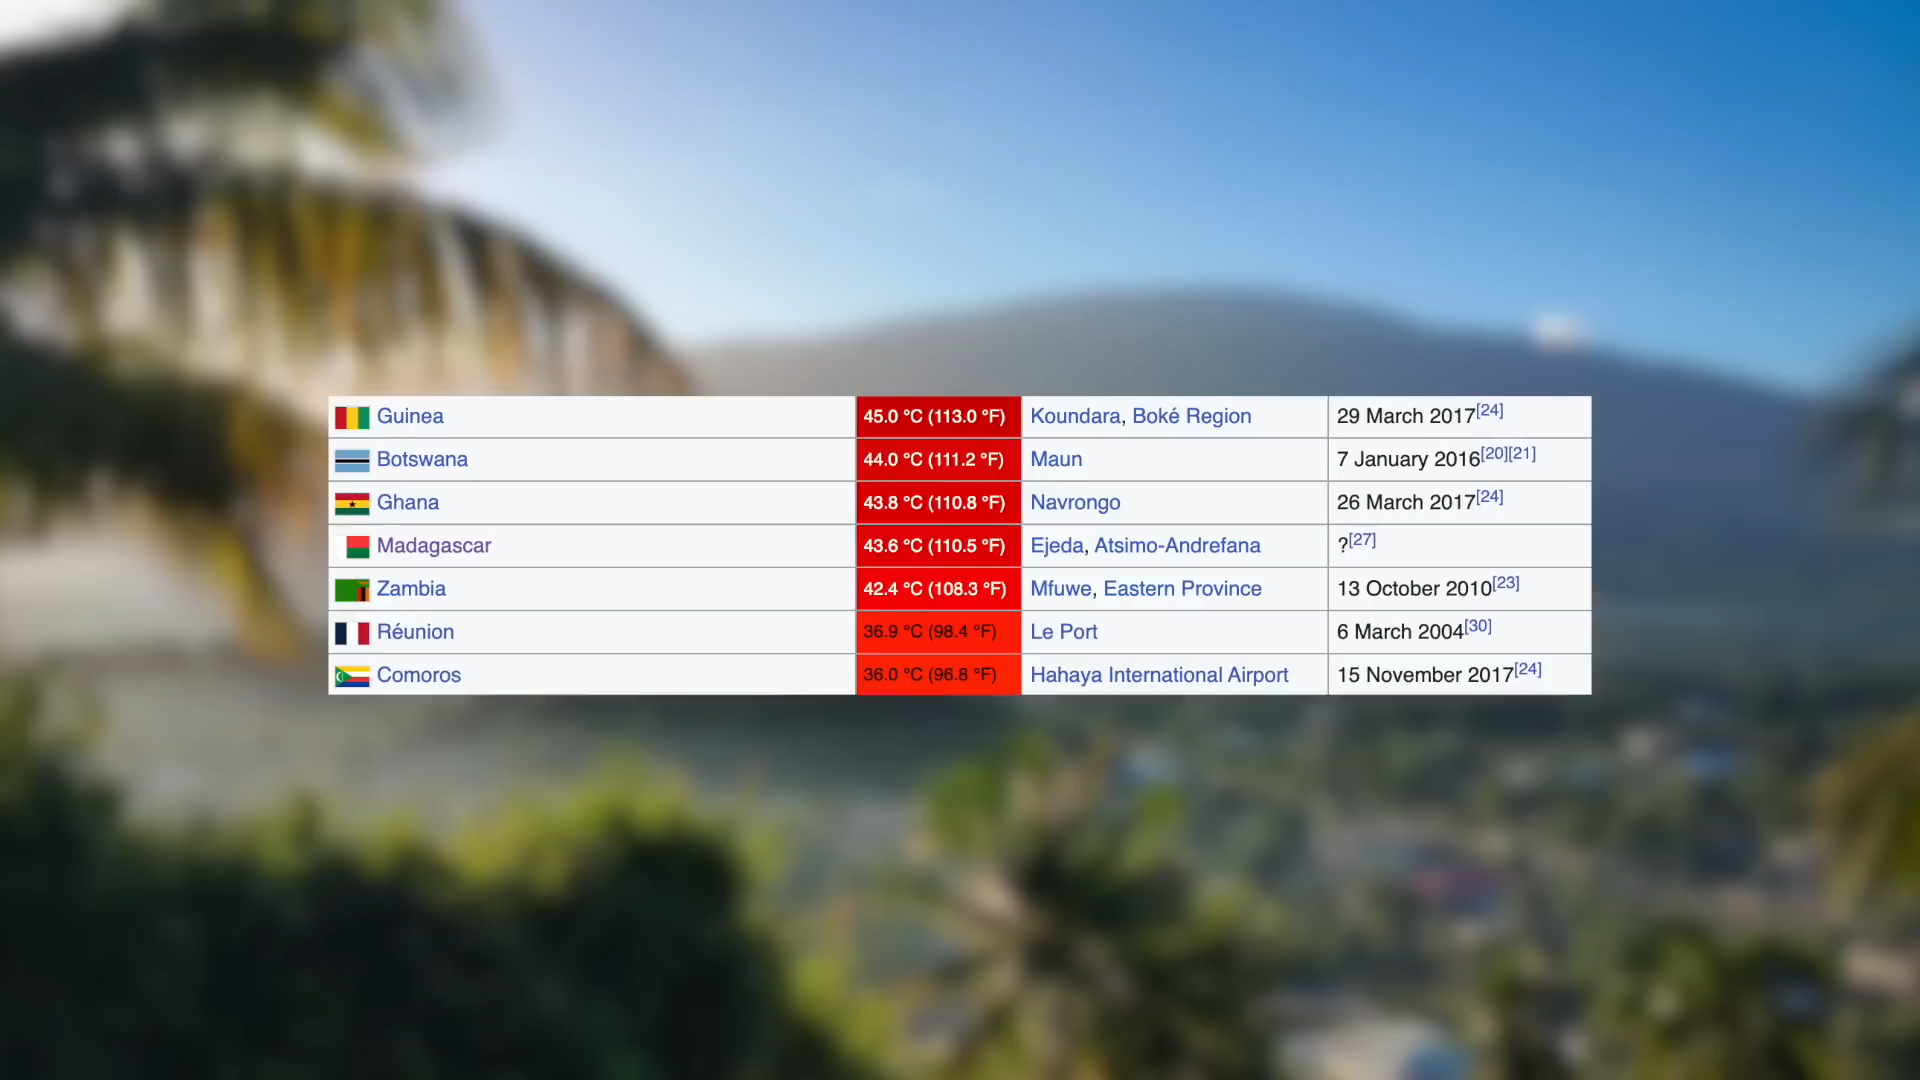 Guinea 45.0 °C (113.0 °F) Koundara, Boké Region 29 March 2017[24]
Botswana 44.0 °C (111.2 °F) Maun 7 January 2016[20][21]
Ghana 43.8 °C (110.8 °F) Navrongo 26 March 2017[24]
Madagascar 43.6 °C (110.5 °F) Ejeda, Atsimo-Andrefana ?[27]
Zambia 42.4 °C (108.3 °F) Mfuwe, Eastern Province 13 October 2010[23]
Réunion 36.9 °C (98.4 °F) Le Port 6 March 2004[30]
Comoros 36.0 °C (96.8 °F) Hahaya International Airport 15 November 2017[24]